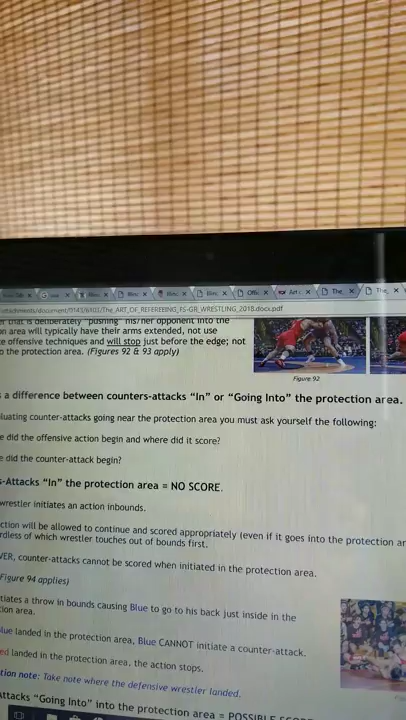 attachments/document/0141/6103/The_ART_OF_REFEREEING_FS-GR_WRESTLING_2018.docx.pdf
that is deliberately "pushing" his/her opponent into the
on area will typically have their arms extended, not use
e offensive techniques and will stop just before the edge; not
o the protection area. (Figures 92 & 93 apply)
Figure 92
a difference between counters-attacks "In" or "Going Into" the protection area.
luating counter-attacks going near the protection area you must ask yourself the following:
e did the offensive action begin and where did it score?
e did the counter-attack begin?
-Attacks "In" the protection area = NO SCORE.
wrestler initiates an action inbounds.
ction will be allowed to continue and scored appropriately (even if it goes into the protection ar
rdless of which wrestler touches out of bounds first.
VER, counter-attacks cannot be scored when initiated in the protection area.
Figure 94 applies)
tiates a throw in bounds causing Blue to go to his back just inside in the
ion area.
lue landed in the protection area, Blue CANNOT initiate a counter-attack.
ed landed in the protection area, the action stops.
tion note: Take note where the defensive wrestler landed.
Attacks "Going Into" into the protection area = POSSIBLE SCORE